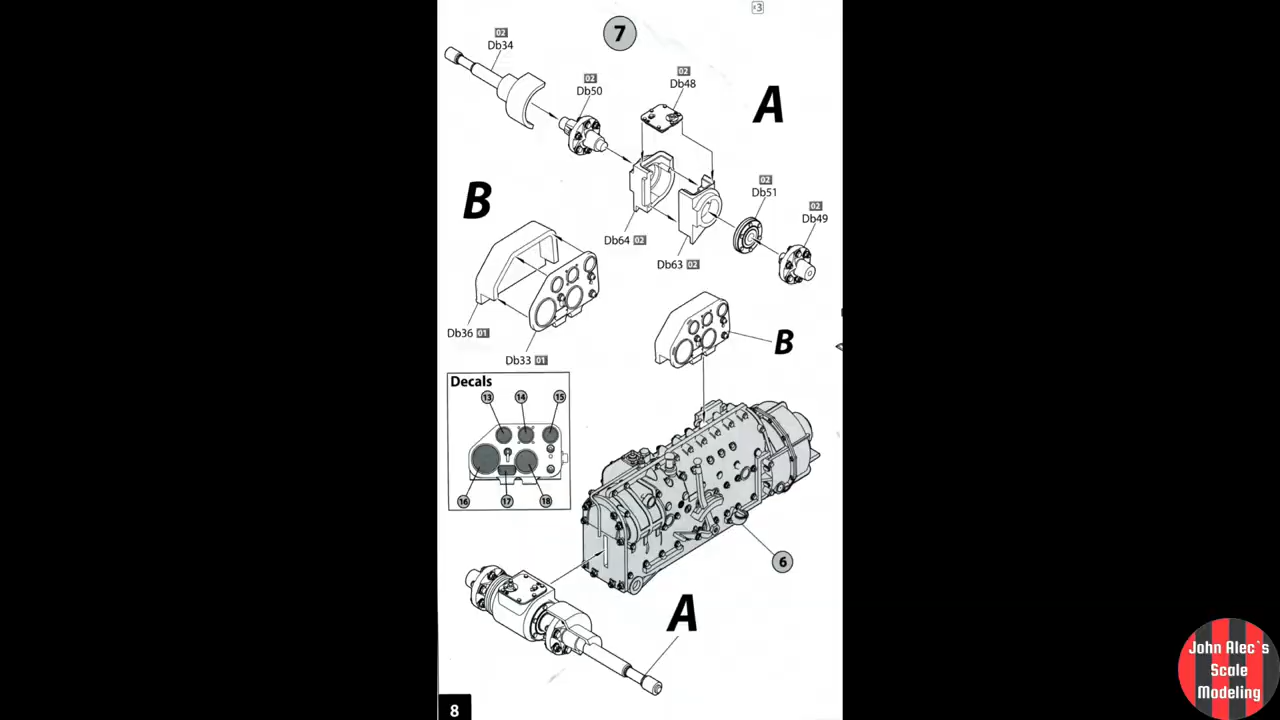 7
02
Db34
02
Db50
02
Db48
A
B
02
Db51
02
Db49
Db64 02
Db63 02
Db36 01
Db33 01
B
Decals
13 14 15
16 17 18
6
A
8
John Alec`s
Scale
Modeling